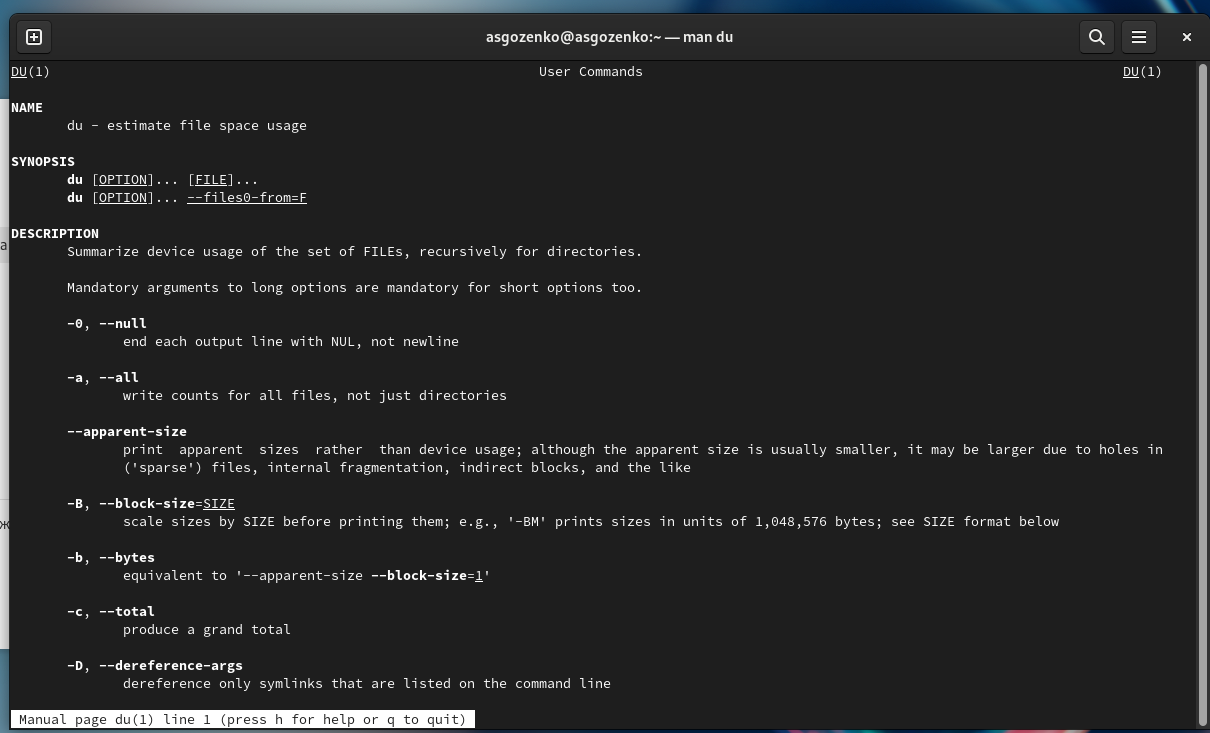 asgozenko@asgozenko:~ — man du
DU(1) User Commands DU(1)
NAME
du - estimate file space usage
SYNOPSIS
du [OPTION]... [FILE]...
du [OPTION]... --files0-from=F
DESCRIPTION
Summarize device usage of the set of FILEs, recursively for directories.
Mandatory arguments to long options are mandatory for short options too.
-0, --null
end each output line with NUL, not newline
-a, --all
write counts for all files, not just directories
--apparent-size
print apparent sizes rather than device usage; although the apparent size is usually smaller, it may be larger due to holes in
('sparse') files, internal fragmentation, indirect blocks, and the like
-B, --block-size=SIZE
scale sizes by SIZE before printing them; e.g., '-BM' prints sizes in units of 1,048,576 bytes; see SIZE format below
-b, --bytes
equivalent to '--apparent-size --block-size=1'
-c, --total
produce a grand total
-D, --dereference-args
dereference only symlinks that are listed on the command line
Manual page du(1) line 1 (press h for help or q to quit)